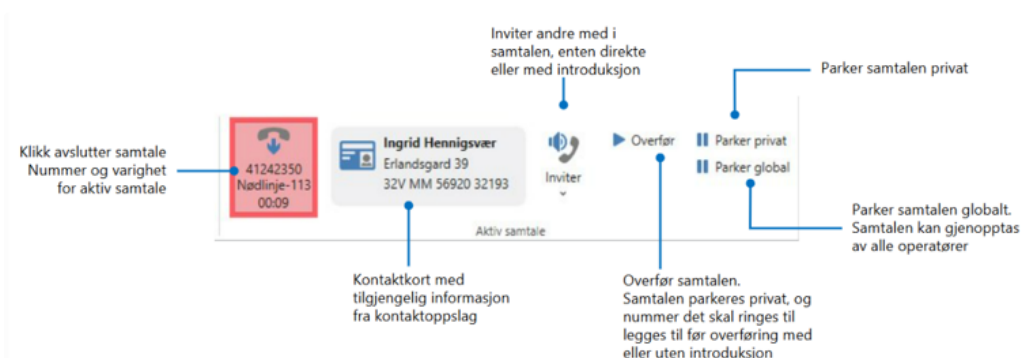 Inviter andre med i
samtalen, enten direkte
eller med introduksjon
Parker samtalen privat
Klikk avslutter samtale
Nummer og varighet
for aktiv samtale
41242350
Nødlinje-113
00:09
Ingrid Hennigsvær
Erlandsgard 39
32V MM 56920 32193
Inviter
Overfør
Parker privat
Parker global
Aktiv samtale
Kontaktkort med
tilgjengelig informasjon
fra kontaktoppslag
Overfør samtalen.
Samtalen parkeres privat, og
nummer det skal ringes til
legges til før overføring med
eller uten introduksjon
Parker samtalen globalt.
Samtalen kan gjenopptas
av alle operatører